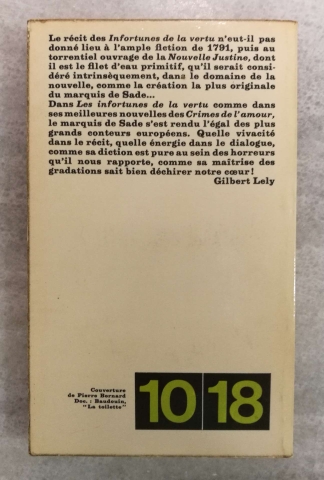 Le récit des Infortunes de la vertu n'eut-il pas
donné lieu à l'ample fiction de 1791, puis au
torrentiel ouvrage de la Nouvelle Justine, dont
il est le filet d'eau primitif, qu'il serait consi-
déré intrinsèquement, dans le domaine de la
nouvelle, comme la création la plus originale
du marquis de Sade...
Dans Les infortunes de la vertu comme dans
ses meilleures nouvelles des Crimes de l'amour,
le marquis de Sade s'est rendu l'égal des plus
grands conteurs européens. Quelle vivacité
dans le récit, quelle énergie dans le dialogue,
comme sa diction est pure au sein des horreurs
qu'il nous rapporte, comme sa maîtrise des
gradations sait bien déchirer notre cœur !
Gilbert Lely
Couverture
de Pierre Bernard
Doc. : Baudouin,
"La toilette"
10 18